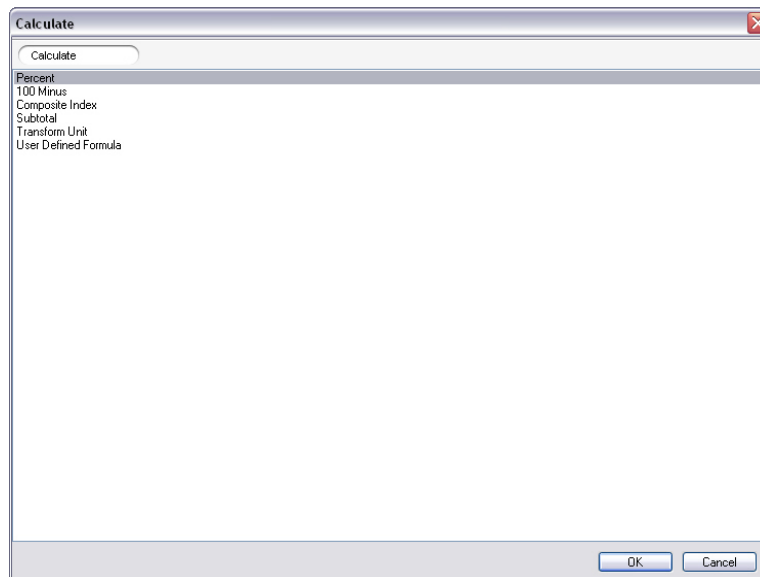 Calculate
Calculate
Percent
100 Minus
Composite Index
Subtotal
Transform Unit
User Defined Formula
OK Cancel